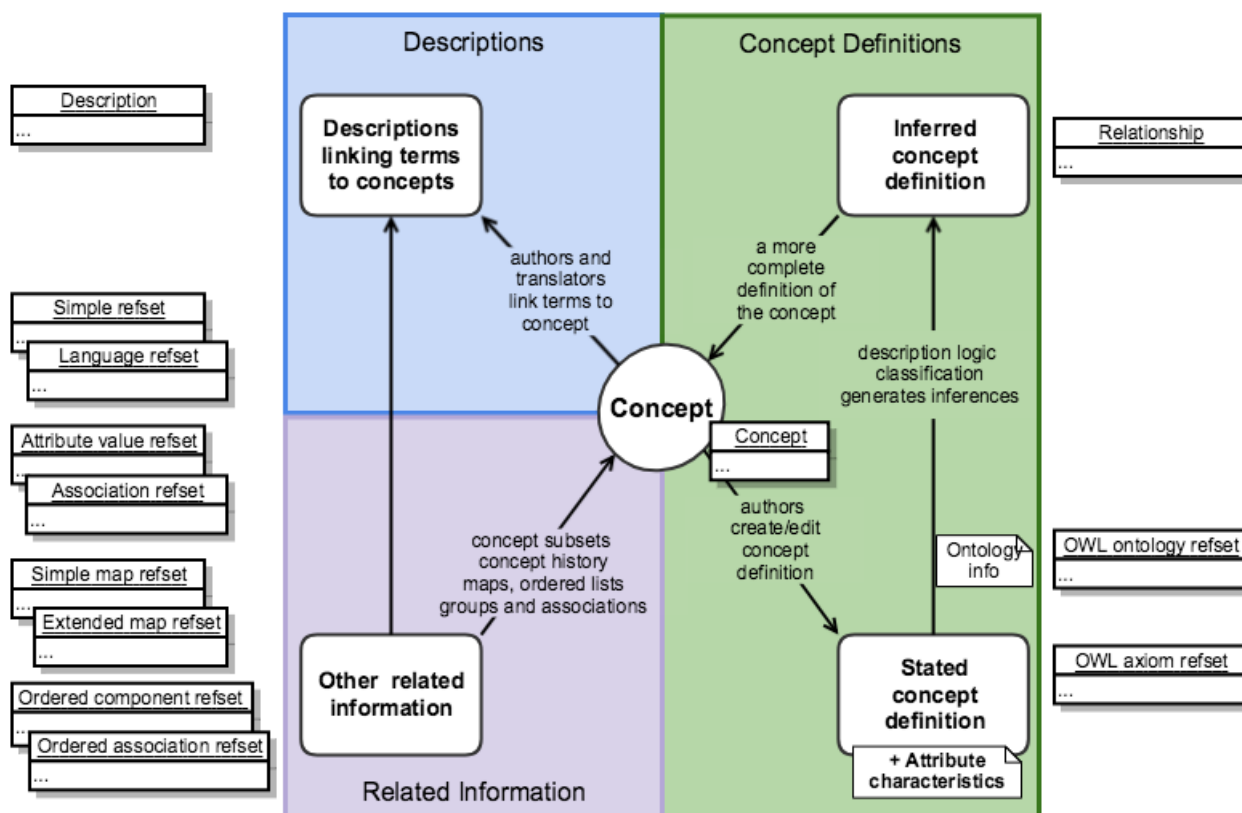 Descriptions
Concept Definitions
Description
...
Descriptions
linking terms
to concepts
Inferred
concept
definition
Relationship
...
authors and
translators
link terms to
concept
a more
complete
definition of
the concept
Simple refset
...
Language refset
...
description logic
classification
generates inferences
Concept
Concept
...
Attribute value refset
...
Association refset
...
authors
create/edit
concept
definition
concept subsets
concept history
maps, ordered lists
groups and associations
Ontology
info
OWL ontology refset
...
Simple map refset
...
Extended map refset
...
Other related
information
Stated
concept
definition
OWL axiom refset
...
Ordered component refset
...
Ordered association refset
...
+ Attribute
characteristics
Related Information